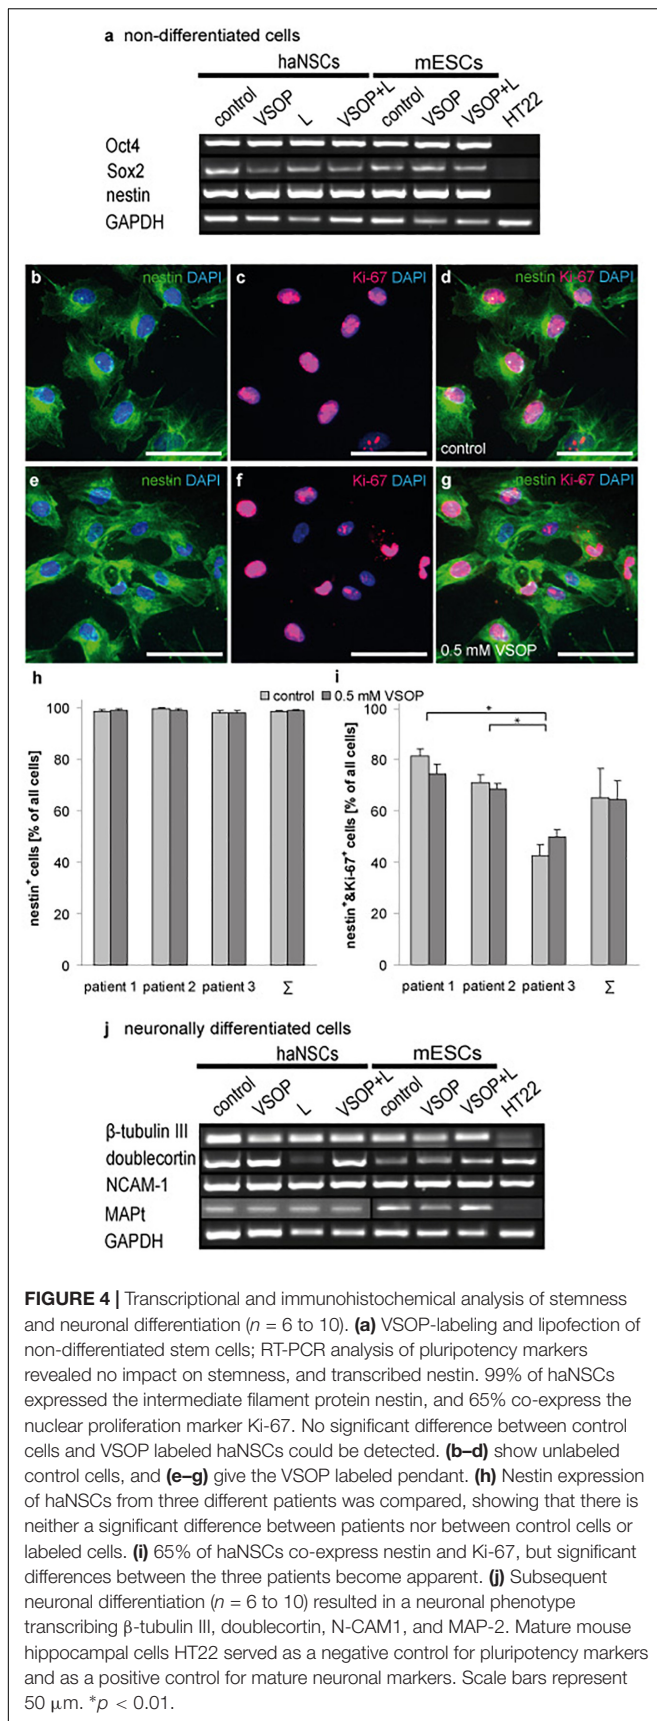 a non-differentiated cells
haNSCs mESCs
control VSOP L VSOP+L control VSOP VSOP+L HT22
Oct4
Sox2
nestin
GAPDH
b nestin DAPI c Ki-67 DAPI d nestin Ki-67 DAPI
control
e nestin DAPI f Ki-67 DAPI g nestin Ki-67 DAPI
0.5 mM VSOP
h i
control 0.5 mM VSOP
nestin+ cells [% of all cells]
100
80
60
40
20
0
patient 1 patient 2 patient 3 Σ
nestin+&Ki-67+ cells [% of all cells]
100
80
60
40
20
0
* *
patient 1 patient 2 patient 3 Σ
j neuronally differentiated cells
haNSCs mESCs
control VSOP L VSOP+L control VSOP VSOP+L HT22
β-tubulin III
doublecortin
NCAM-1
MAPt
GAPDH
FIGURE 4 | Transcriptional and immunohistochemical analysis of stemness
and neuronal differentiation (n = 6 to 10). (a) VSOP-labeling and lipofection of
non-differentiated stem cells; RT-PCR analysis of pluripotency markers
revealed no impact on stemness, and transcribed nestin. 99% of haNSCs
expressed the intermediate filament protein nestin, and 65% co-express the
nuclear proliferation marker Ki-67. No significant difference between control
cells and VSOP labeled haNSCs could be detected. (b–d) show unlabeled
control cells, and (e–g) give the VSOP labeled pendant. (h) Nestin expression
of haNSCs from three different patients was compared, showing that there is
neither a significant difference between patients nor between control cells or
labeled cells. (i) 65% of haNSCs co-express nestin and Ki-67, but significant
differences between the three patients become apparent. (j) Subsequent
neuronal differentiation (n = 6 to 10) resulted in a neuronal phenotype
transcribing β-tubulin III, doublecortin, N-CAM1, and MAP-2. Mature mouse
hippocampal cells HT22 served as a negative control for pluripotency markers
and as a positive control for mature neuronal markers. Scale bars represent
50 μm. *p < 0.01.